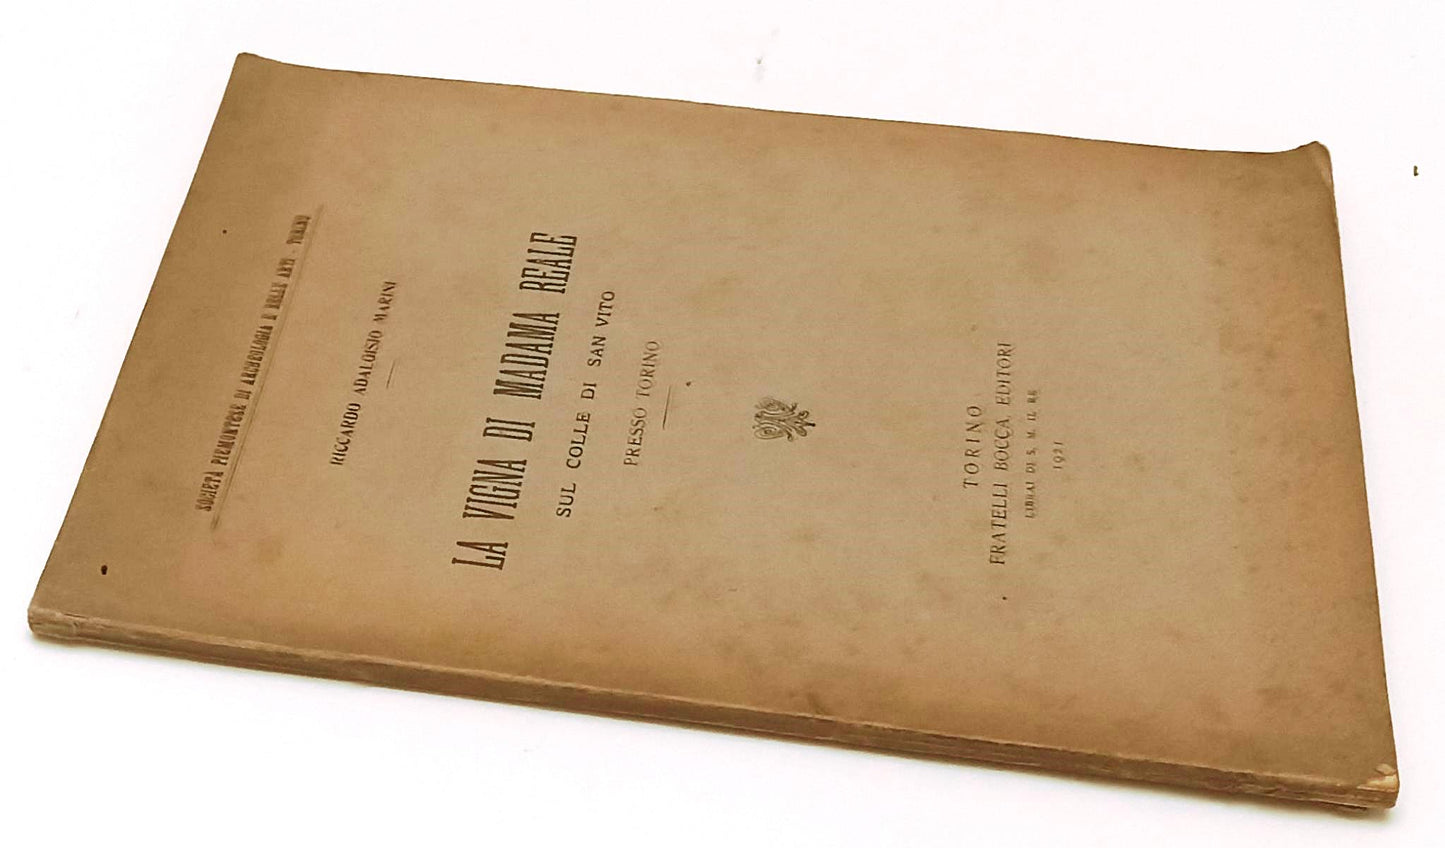 SOCIETÀ PIEMONTESE DI ARCHEOLOGIA E BELLE ARTI - TORINO
RICCARDO ADALOISIO MARINI
LA VIGNA DI MADAMA REALE
SUL COLLE DI SAN VITO
PRESSO TORINO
TORINO
FRATELLI BOCCA, EDITORI
LIBRAI DI S. M. IL RE
1921